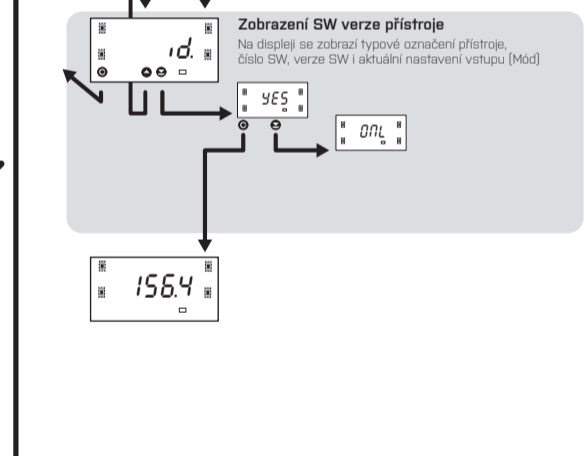 Zobrazení SW verze přístroje
Na displeji se zobrazí typové označení přístroje,
číslo SW, verze SW i aktuální nastavení vstupu (Mód)
id.
YES
156.4